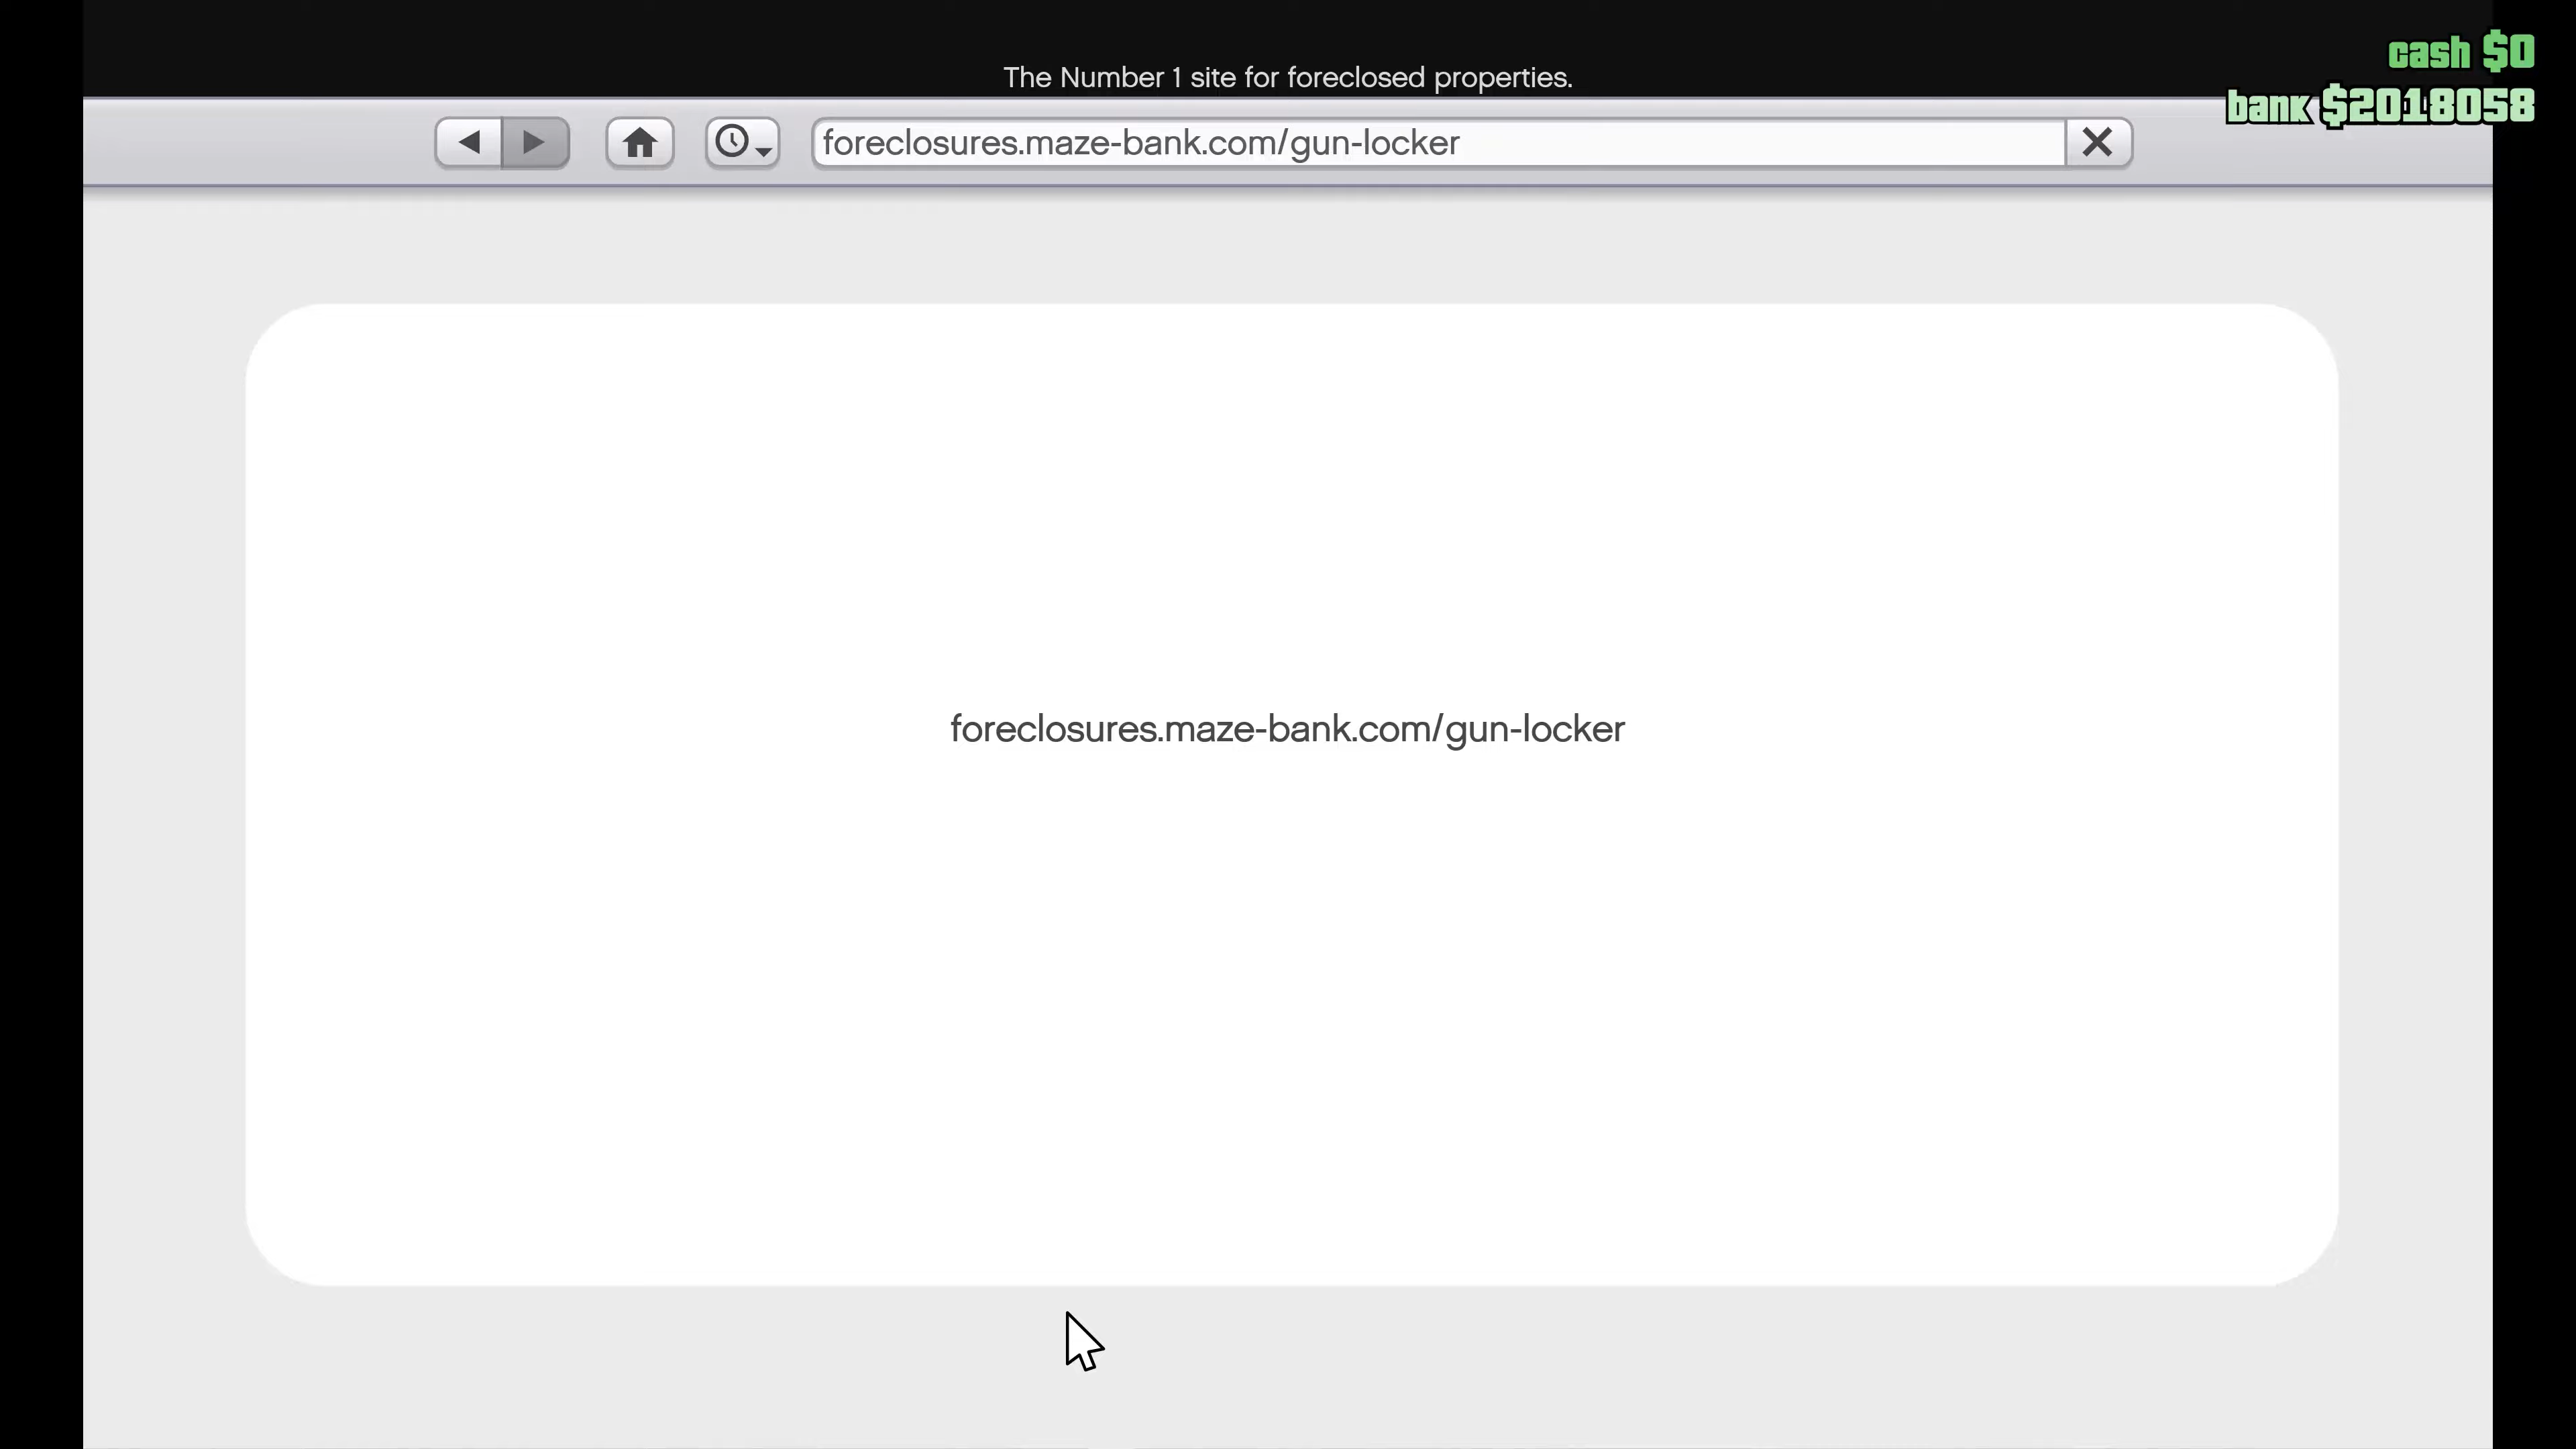 cash $0
The Number 1 site for foreclosed properties.
bank $2018058
foreclosures.maze-bank.com/gun-locker
foreclosures.maze-bank.com/gun-locker